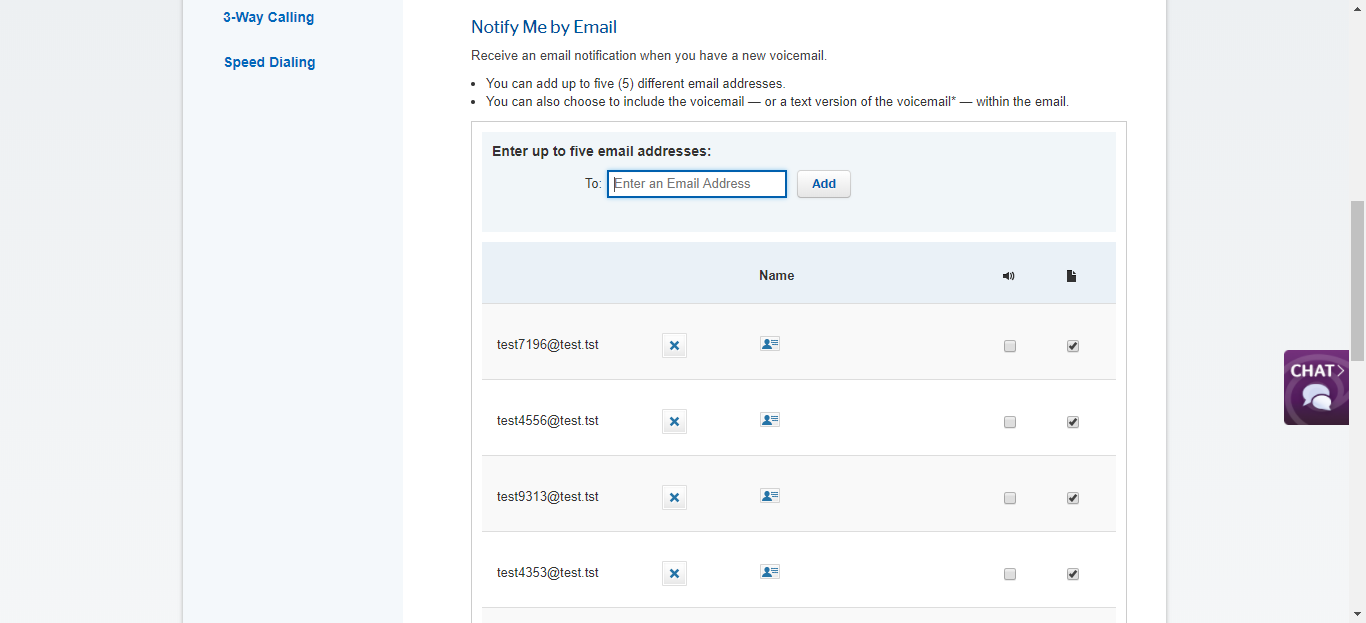 3-Way Calling
Speed Dialing
Notify Me by Email
Receive an email notification when you have a new voicemail.
You can add up to five (5) different email addresses.
You can also choose to include the voicemail — or a text version of the voicemail* — within the email.
Enter up to five email addresses:
To: Enter an Email Address Add
Name
test7196@test.tst
test4556@test.tst
test9313@test.tst
test4353@test.tst
CHAT